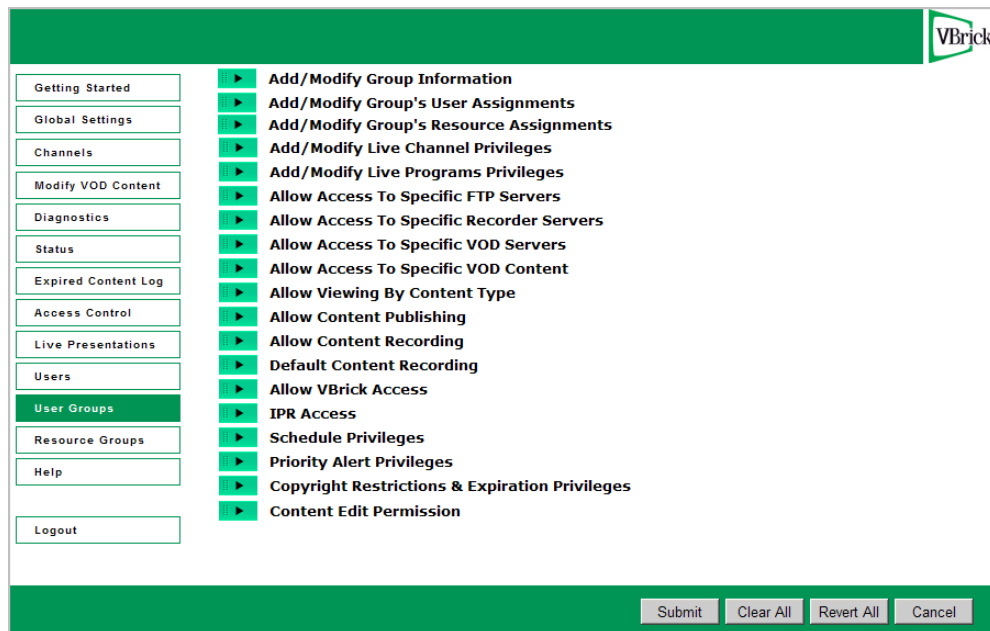 VBrick
Getting Started
Global Settings
Channels
Modify VOD Content
Diagnostics
Status
Expired Content Log
Access Control
Live Presentations
Users
User Groups
Resource Groups
Help
Logout
Add/Modify Group Information
Add/Modify Group's User Assignments
Add/Modify Group's Resource Assignments
Add/Modify Live Channel Privileges
Add/Modify Live Programs Privileges
Allow Access To Specific FTP Servers
Allow Access To Specific Recorder Servers
Allow Access To Specific VOD Servers
Allow Access To Specific VOD Content
Allow Viewing By Content Type
Allow Content Publishing
Allow Content Recording
Default Content Recording
Allow VBrick Access
IPR Access
Schedule Privileges
Priority Alert Privileges
Copyright Restrictions & Expiration Privileges
Content Edit Permission
Submit
Clear All
Revert All
Cancel